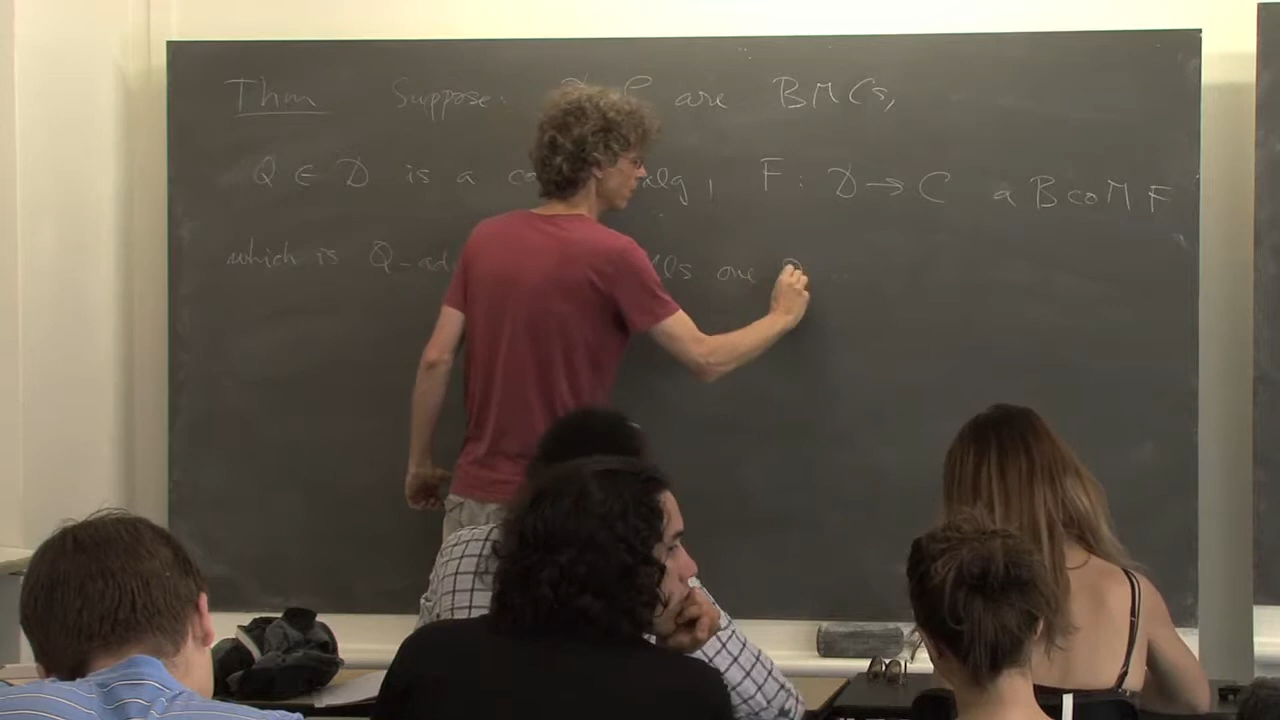 Thm Suppose: C are BMCs,
Q ∈ D is a alg, F: D → C a BcoMF
which is Q-ad one